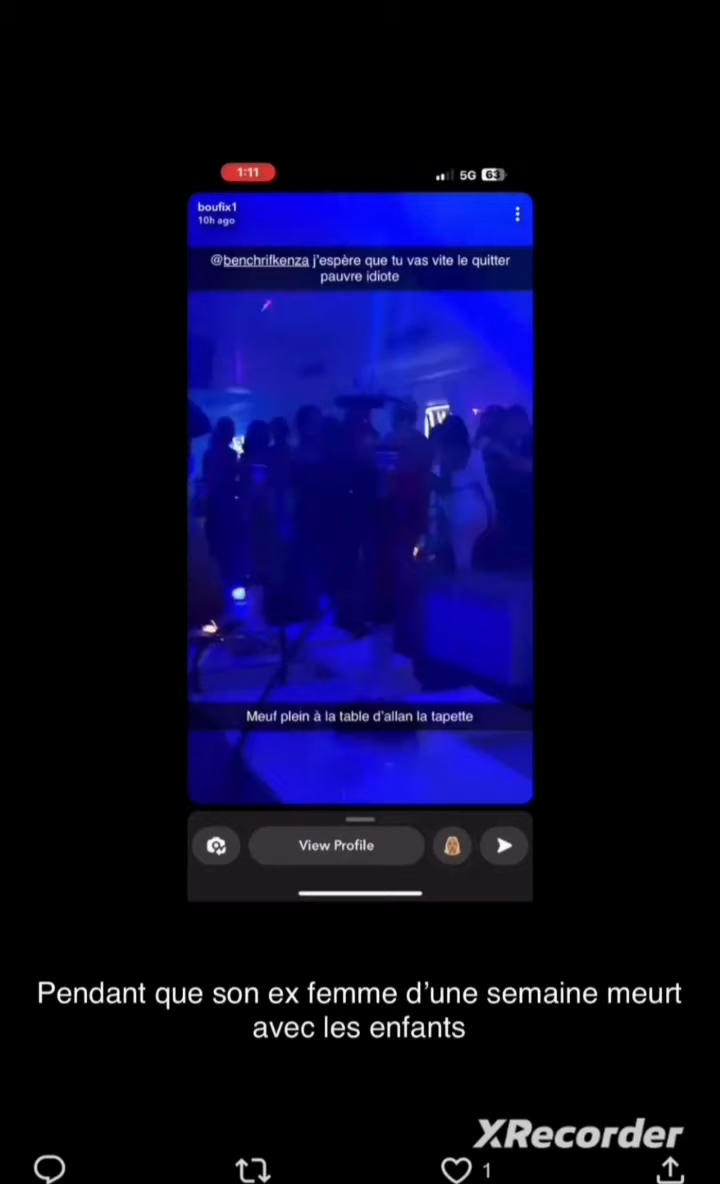 1:11
5G 63
boufix1
10h ago
@benchrifkenza j'espère que tu vas vite le quitter
pauvre idiote
Meuf plein à la table d'allan la tapette
View Profile
Pendant que son ex femme d'une semaine meurt
avec les enfants
XRecorder
1